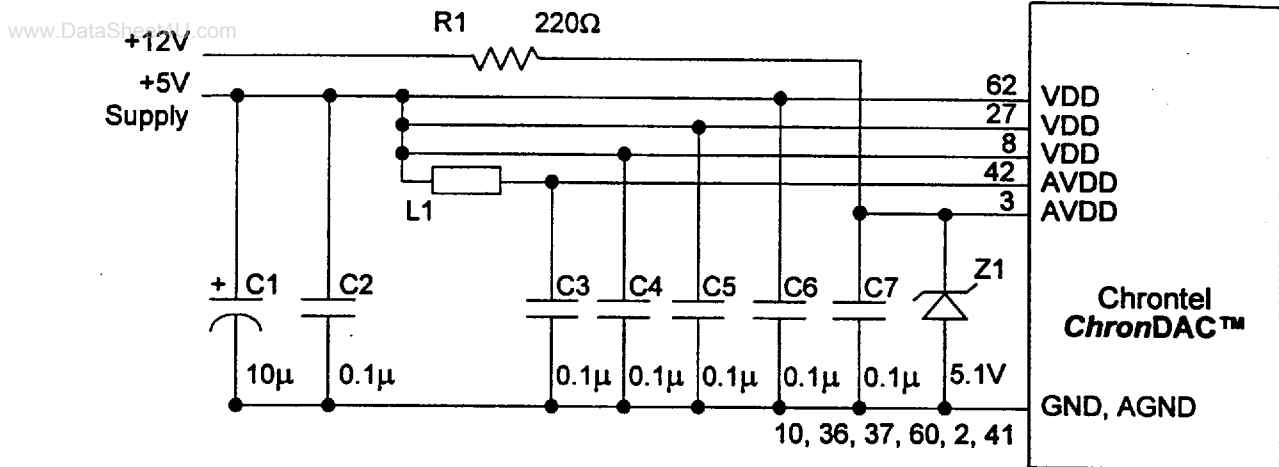 www.DataSheet4U.com
R1 220Ω
+12V
+5V
Supply
62 VDD
27 VDD
8 VDD
42 AVDD
3 AVDD
L1
+ C1 C2 C3 C4 C5 C6 C7 Z1
Chrontel
ChronDAC™
10µ 0.1µ 0.1µ 0.1µ 0.1µ 0.1µ 0.1µ 5.1V
GND, AGND
10, 36, 37, 60, 2, 41